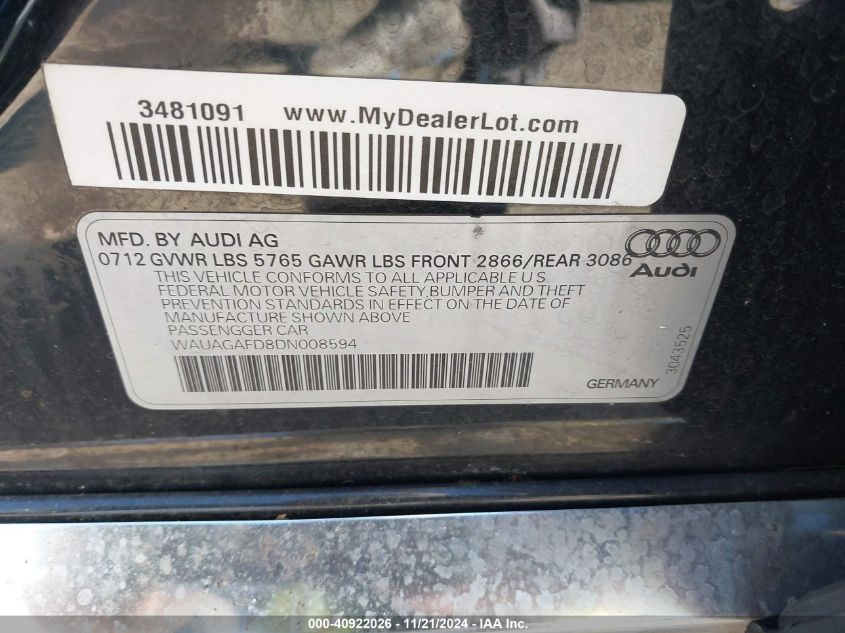 3481091 www.MyDealerLot.com
MFD. BY AUDI AG
0712 GVWR LBS 5765 GAWR LBS FRONT 2866/REAR 3086
THIS VEHICLE CONFORMS TO ALL APPLICABLE U.S.
FEDERAL MOTOR VEHICLE SAFETY,BUMPER AND THEFT
PREVENTION STANDARDS IN EFFECT ON THE DATE OF
MANUFACTURE SHOWN ABOVE
PASSENGGER CAR
WAUAGAFD8DN008594
Audi
3043525
GERMANY
000-40922026 - 11/21/2024 - IAA Inc.